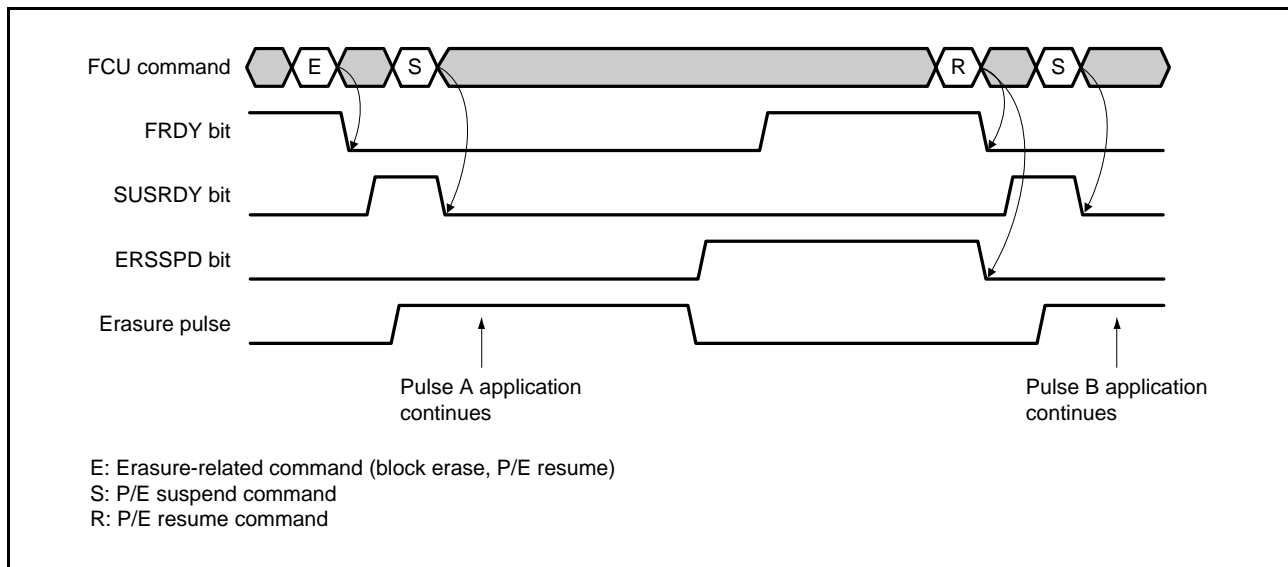 FCU command
E
S
R
S
FRDY bit
SUSRDY bit
ERSSPD bit
Erasure pulse
Pulse A application
continues
Pulse B application
continues
E: Erasure-related command (block erase, P/E resume)
S: P/E suspend command
R: P/E resume command